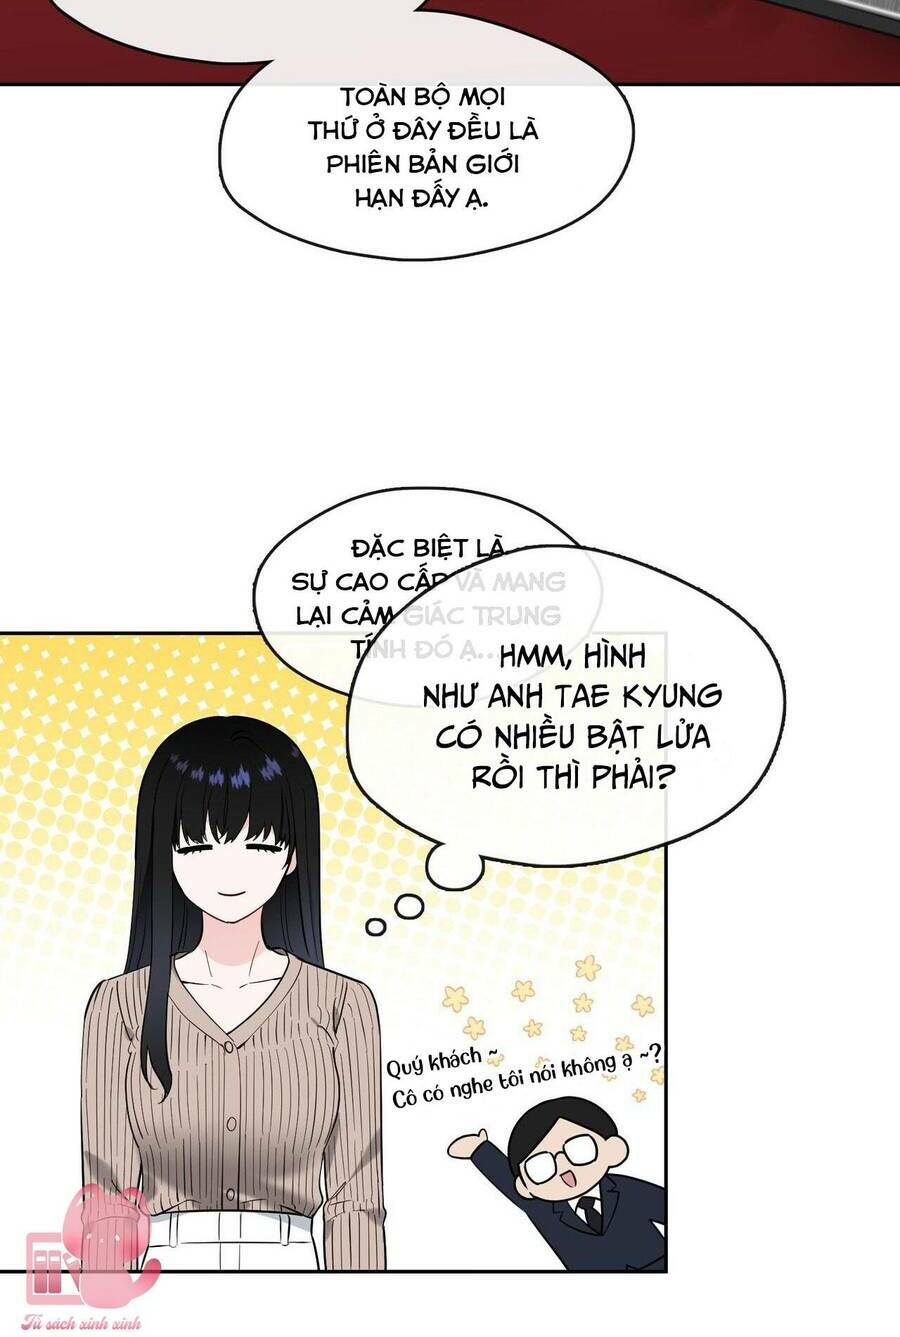 TOÀN BỘ MỌI
THỨ Ở ĐÂY ĐỀU LÀ
PHIÊN BẢN GIỚI
HẠN ĐẤY Ạ.
ĐẶC BIỆT LÀ
SỰ CAO CẤP VÀ MANG
LẠI CẢM GIÁC TRUNG
TÍNH ĐÓ Ạ...
HMM, HÌNH
NHƯ ANH TAE KYUNG
CÓ NHIỀU BẬT LỬA
RỒI THÌ PHẢI?
Quý khách ~
Cô có nghe tôi nói không ạ ~?
Tủ sách xinh xinh